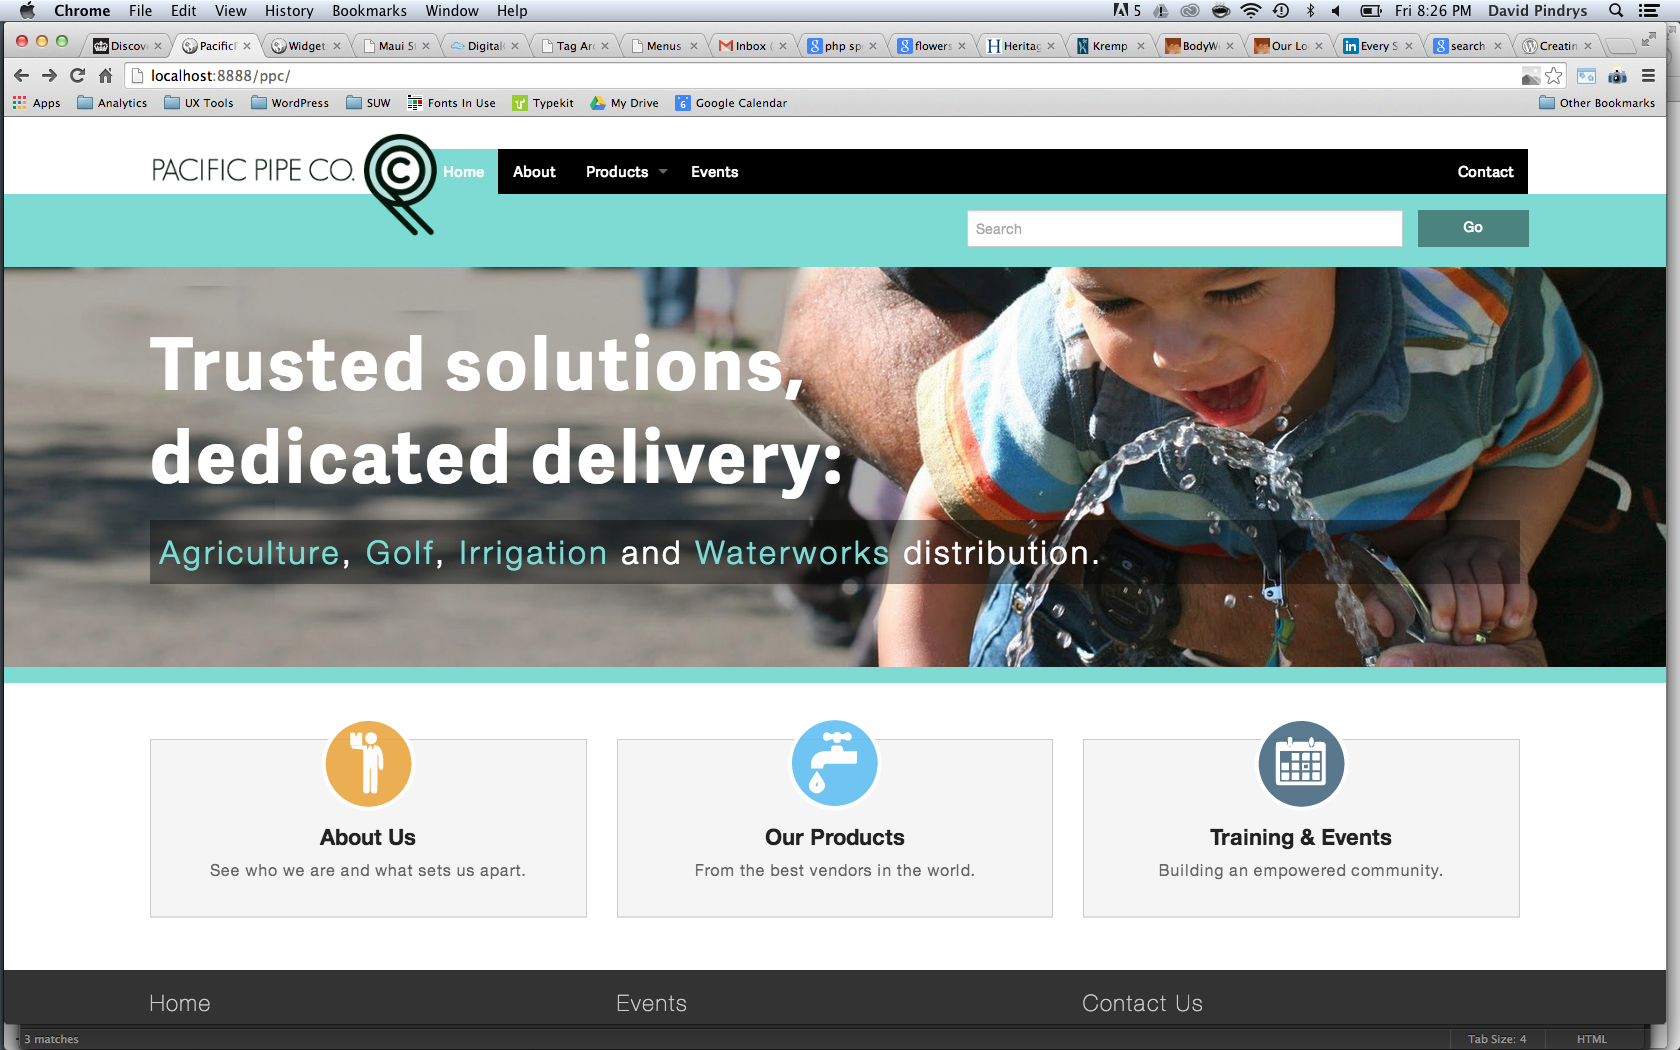 Chrome File Edit View History Bookmarks Window Help 5 Fri 8:26 PM David Pindrys
Discov PacificP Widget Maui S Digital Tag Ar Menus Inbox ( php sp flowers Heritag Kremp BodyW Our Lo Every S search Creatin
localhost:8888/ppc/
Apps Analytics UX Tools WordPress SUW Fonts In Use Typekit My Drive 6 Google Calendar Other Bookmarks
PACIFIC PIPE CO. Home About Products Events Contact
Search Go
Trusted solutions,
dedicated delivery:
Agriculture, Golf, Irrigation and Waterworks distribution.
About Us
See who we are and what sets us apart.
Our Products
From the best vendors in the world.
Training & Events
Building an empowered community.
Home Events Contact Us
3 matches Tab Size: 4 HTML